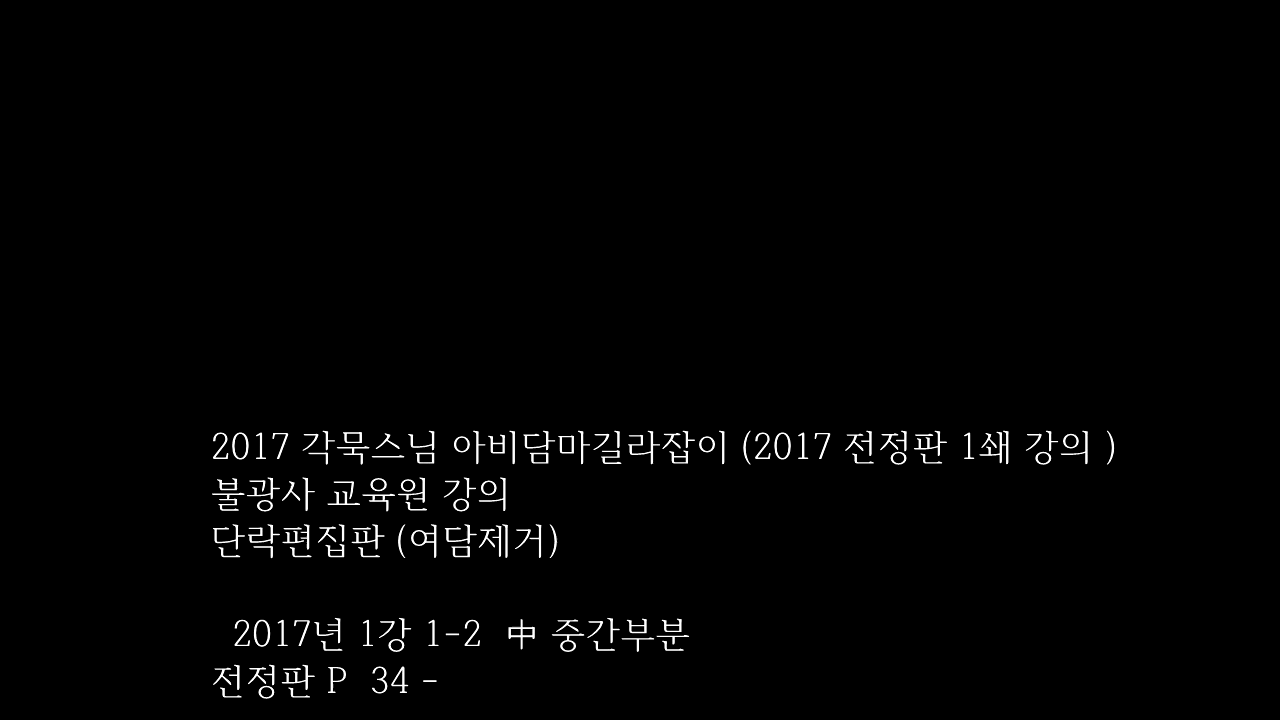 2017 각묵스님 아비담마길라잡이 (2017 전정판 1쇄 강의 )
불광사 교육원 강의
단락편집판 (여담제거)
2017년 1강 1-2 中 중간부분
전정판 P 34 -